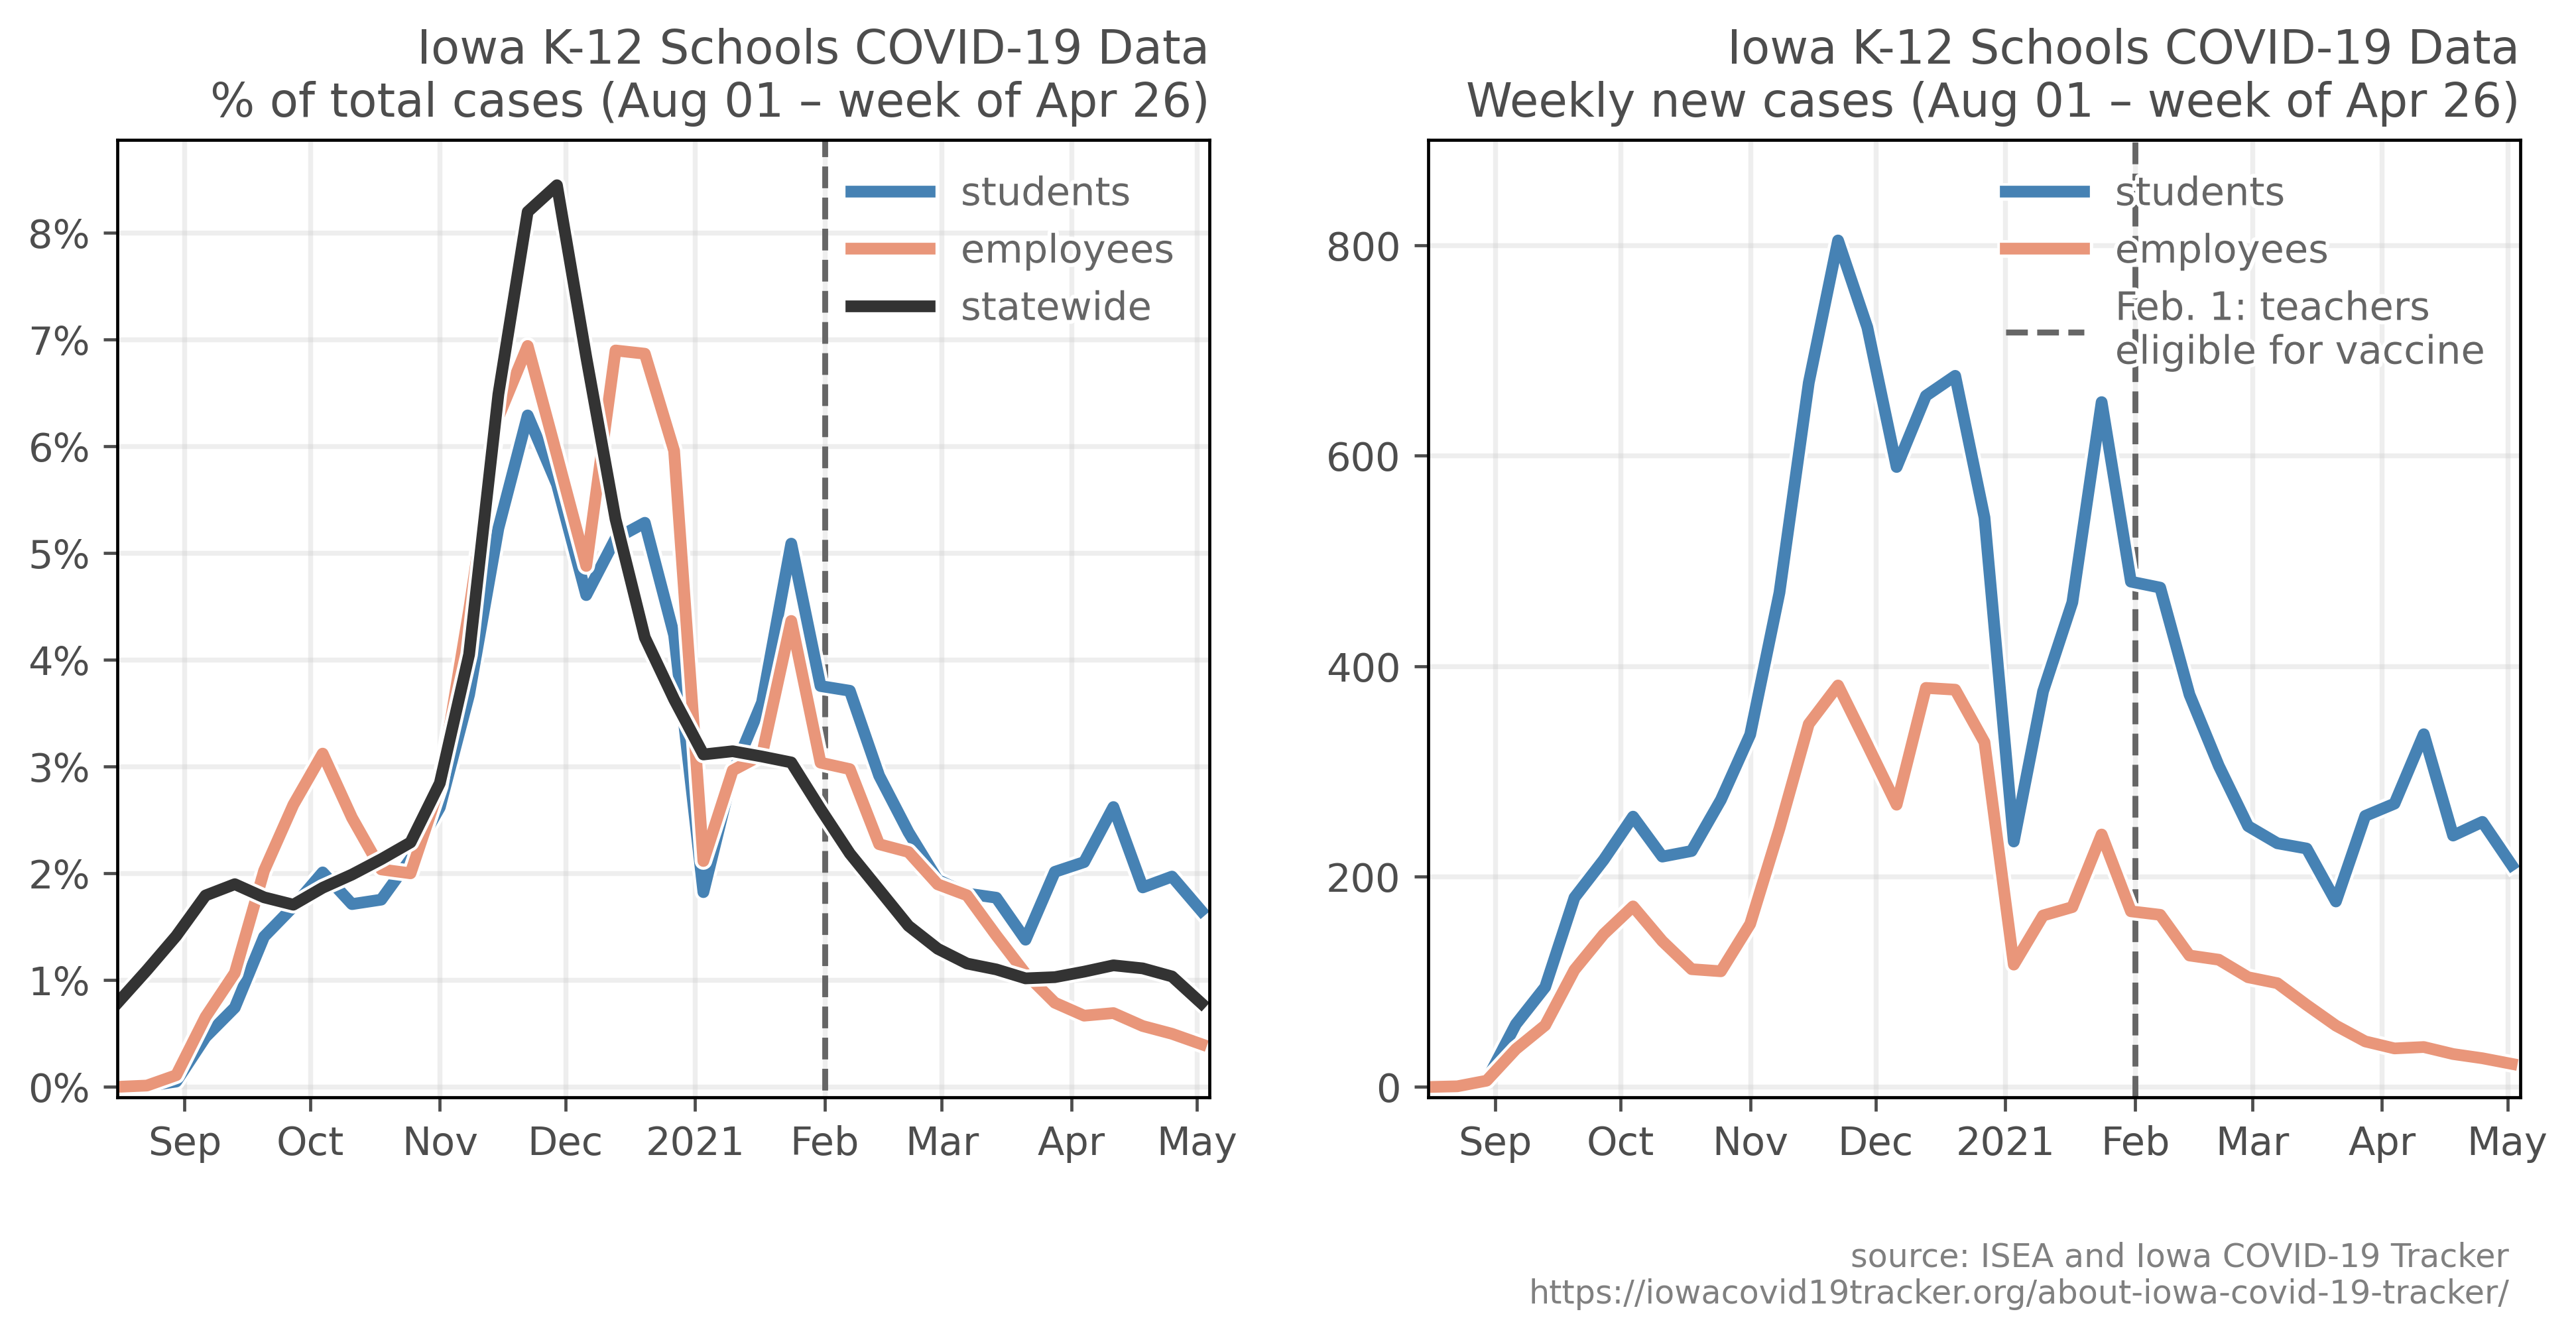 Iowa K-12 Schools COVID-19 Data
% of total cases (Aug 01 – week of Apr 26)
students
employees
statewide
8%
7%
6%
5%
4%
3%
2%
1%
0%
Sep Oct Nov Dec 2021 Feb Mar Apr May
Iowa K-12 Schools COVID-19 Data
Weekly new cases (Aug 01 – week of Apr 26)
students
employees
Feb. 1: teachers
eligible for vaccine
800
600
400
200
0
Sep Oct Nov Dec 2021 Feb Mar Apr May
source: ISEA and Iowa COVID-19 Tracker
https://iowacovid19tracker.org/about-iowa-covid-19-tracker/